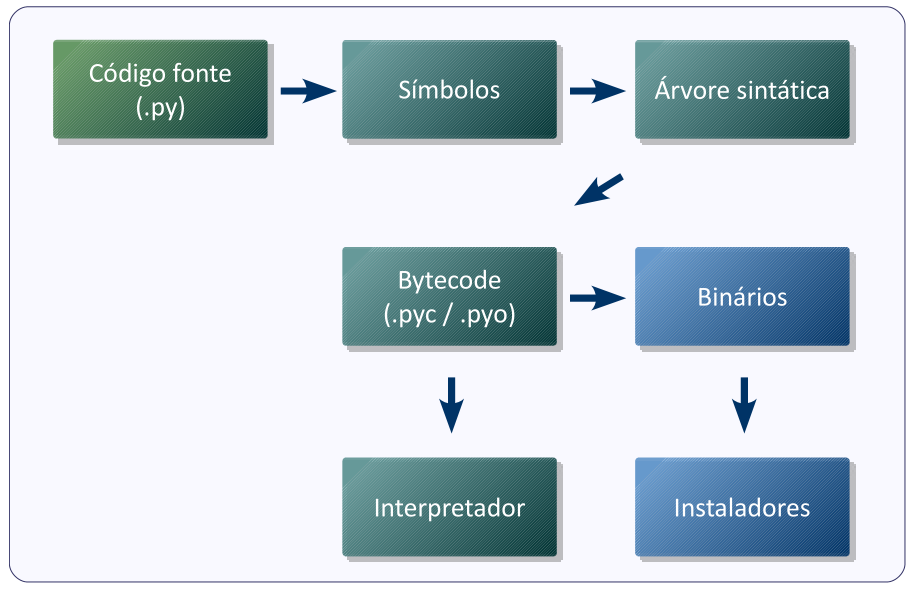 Código fonte
(.py)
Símbolos
Árvore sintática
Bytecode
(.pyc / .pyo)
Binários
Interpretador
Instaladores